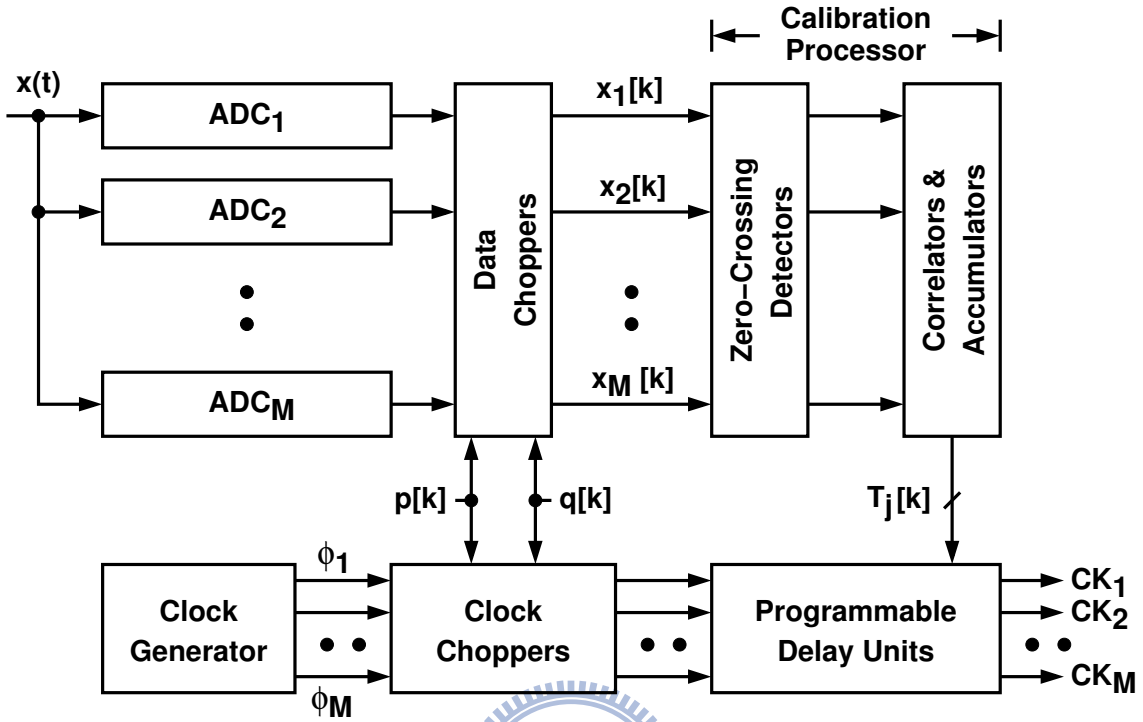 Calibration
Processor
x(t)
ADC1
x1[k]
ADC2
x2[k]
Data
Choppers
Zero–Crossing
Detectors
Correlators &
Accumulators
ADCM
xM [k]
p[k]
q[k]
Tj[k]
ϕ1
Clock
Generator
ϕM
Clock
Choppers
Programmable
Delay Units
CK1
CK2
CKM